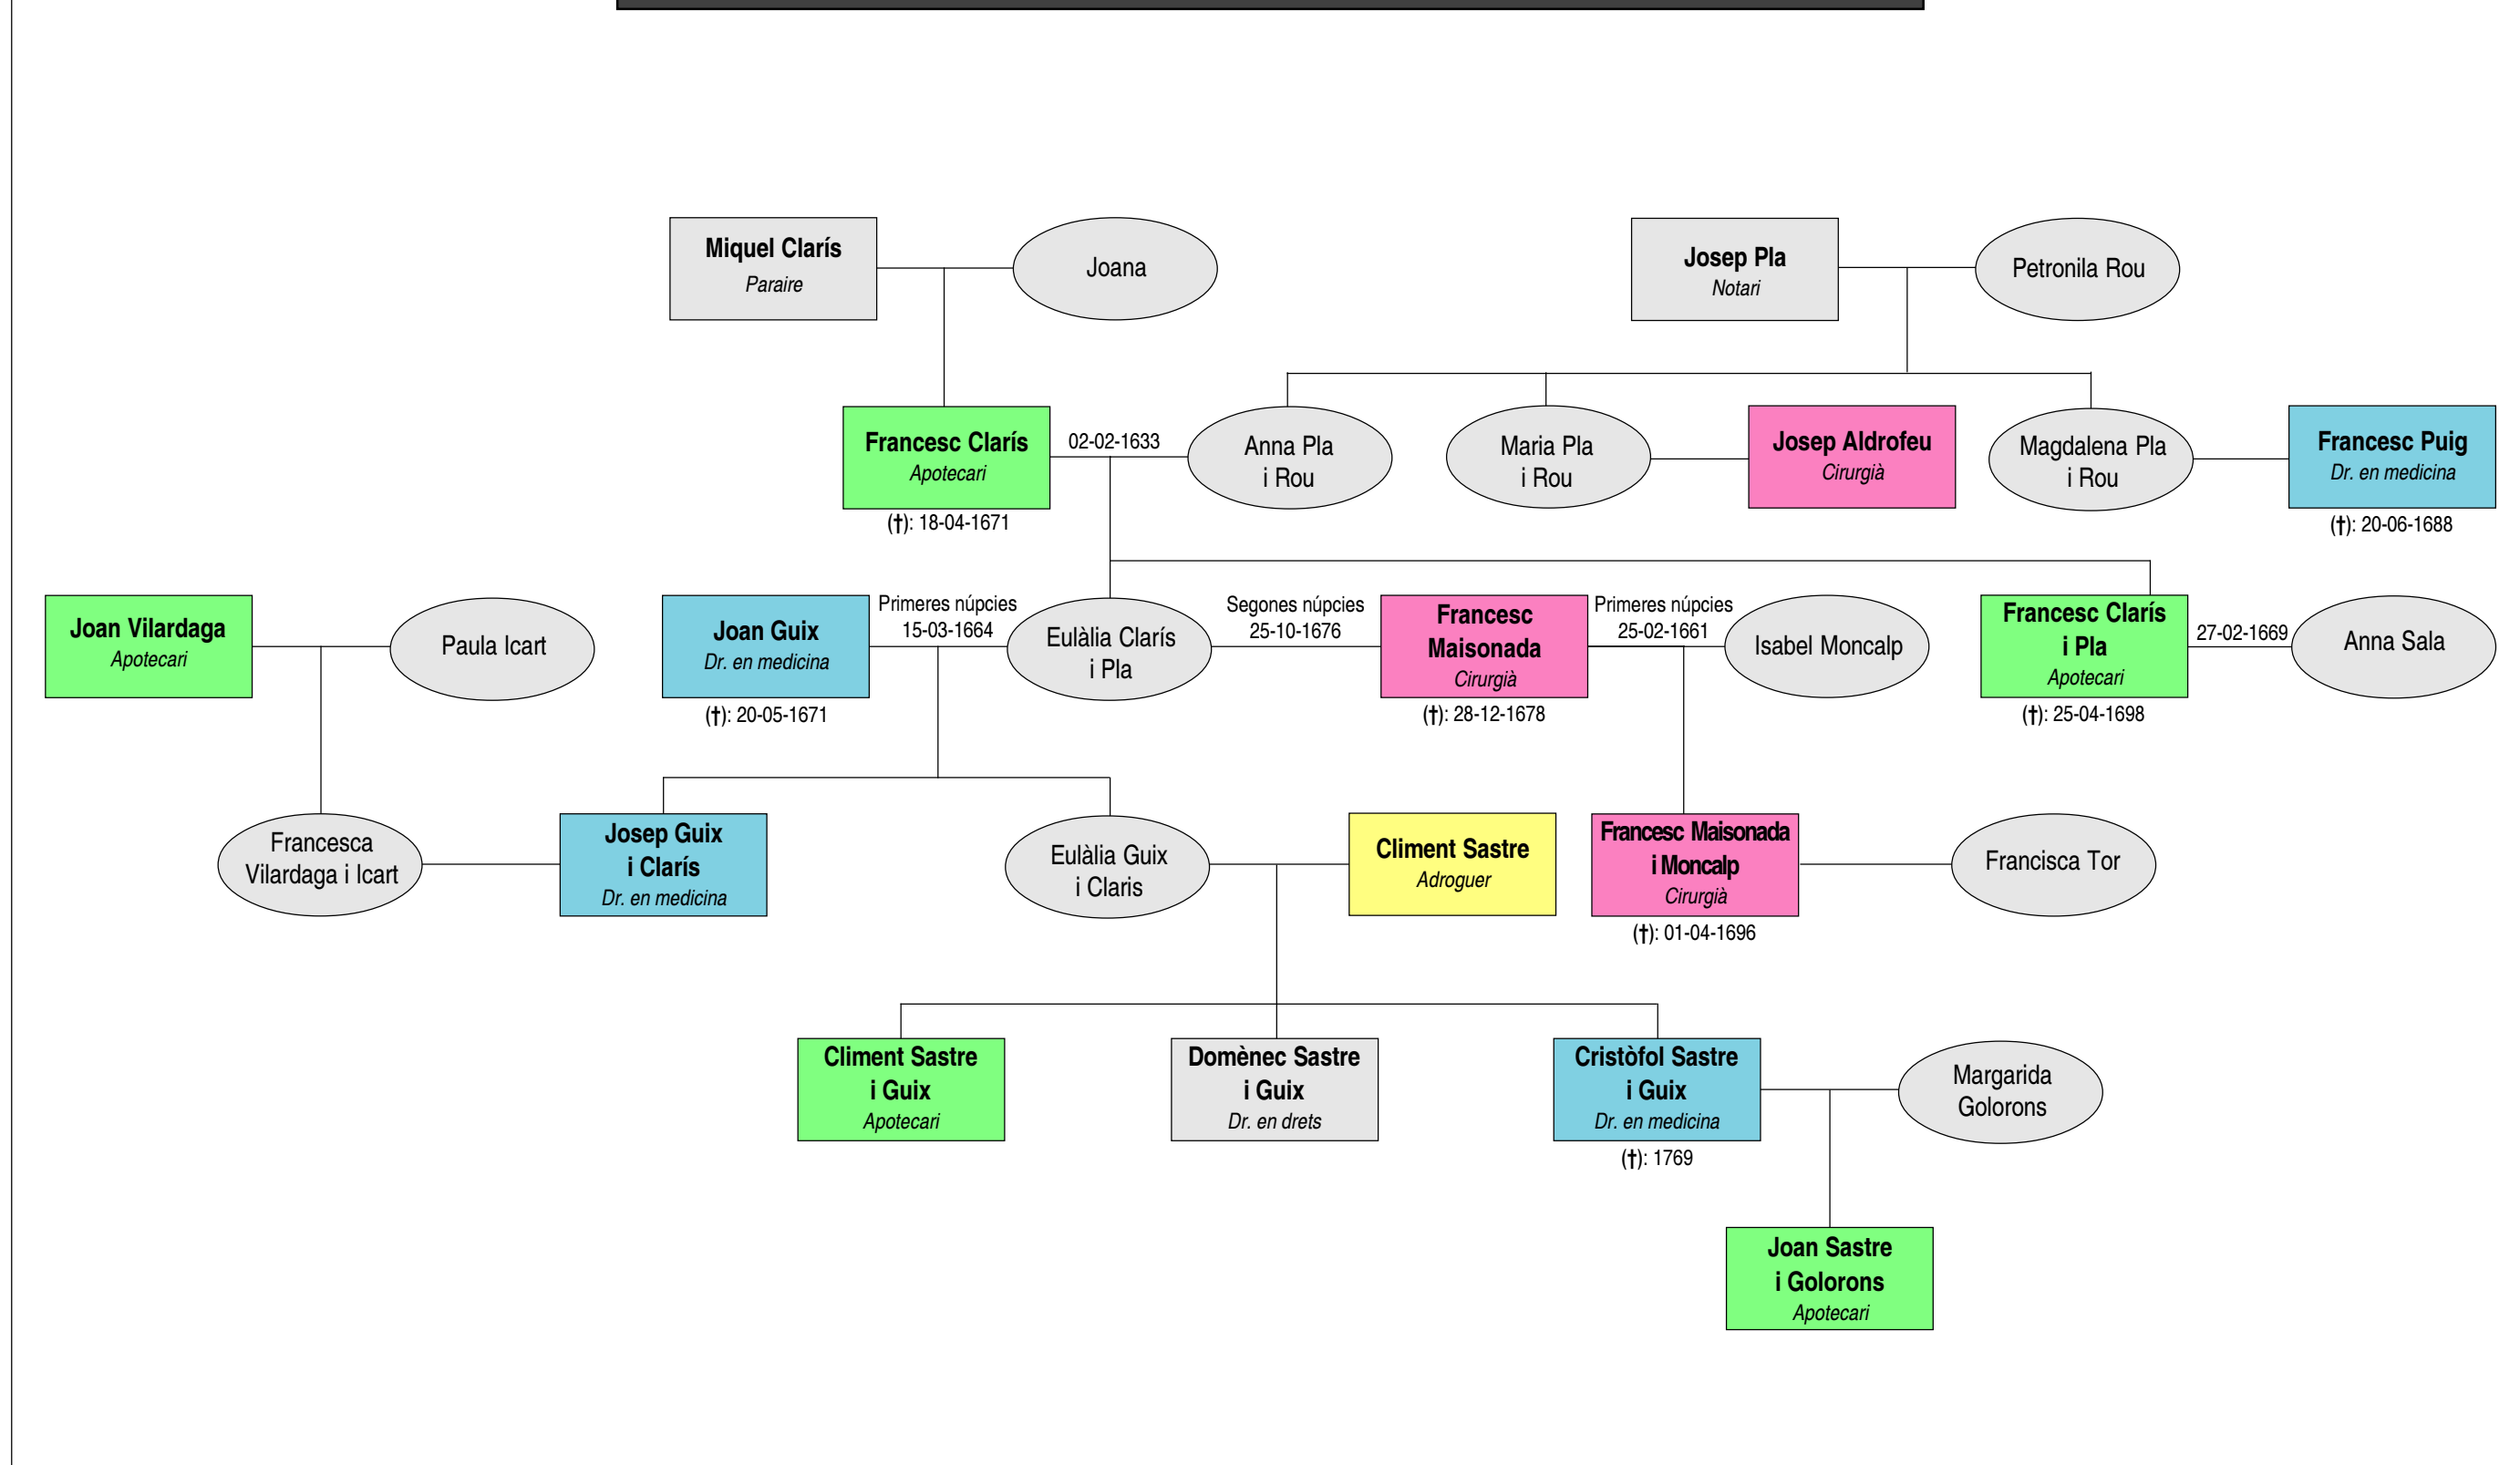 Miquel Clarís
Paraire
Joana
Josep Pla
Notari
Petronila Rou
Francesc Clarís
Apotecari
(†): 18-04-1671
02-02-1633
Anna Pla
i Rou
Maria Pla
i Rou
Josep Aldrofeu
Cirurgià
Magdalena Pla
i Rou
Francesc Puig
Dr. en medicina
(†): 20-06-1688
Joan Vilardaga
Apotecari
Paula Icart
Joan Guix
Dr. en medicina
(†): 20-05-1671
Primeres núpcies
15-03-1664
Eulàlia Clarís
i Pla
Segones núpcies
25-10-1676
Francesc
Maisonada
Cirurgià
(†): 28-12-1678
Primeres núpcies
25-02-1661
Isabel Moncalp
Francesc Clarís
i Pla
Apotecari
(†): 25-04-1698
27-02-1669
Anna Sala
Francesca
Vilardaga i Icart
Josep Guix
i Clarís
Dr. en medicina
Eulàlia Guix
i Claris
Climent Sastre
Adroguer
Francesc Maisonada
i Moncalp
Cirurgià
(†): 01-04-1696
Francisca Tor
Climent Sastre
i Guix
Apotecari
Domènec Sastre
i Guix
Dr. en drets
Cristòfol Sastre
i Guix
Dr. en medicina
(†): 1769
Margarida
Golorons
Joan Sastre
i Golorons
Apotecari